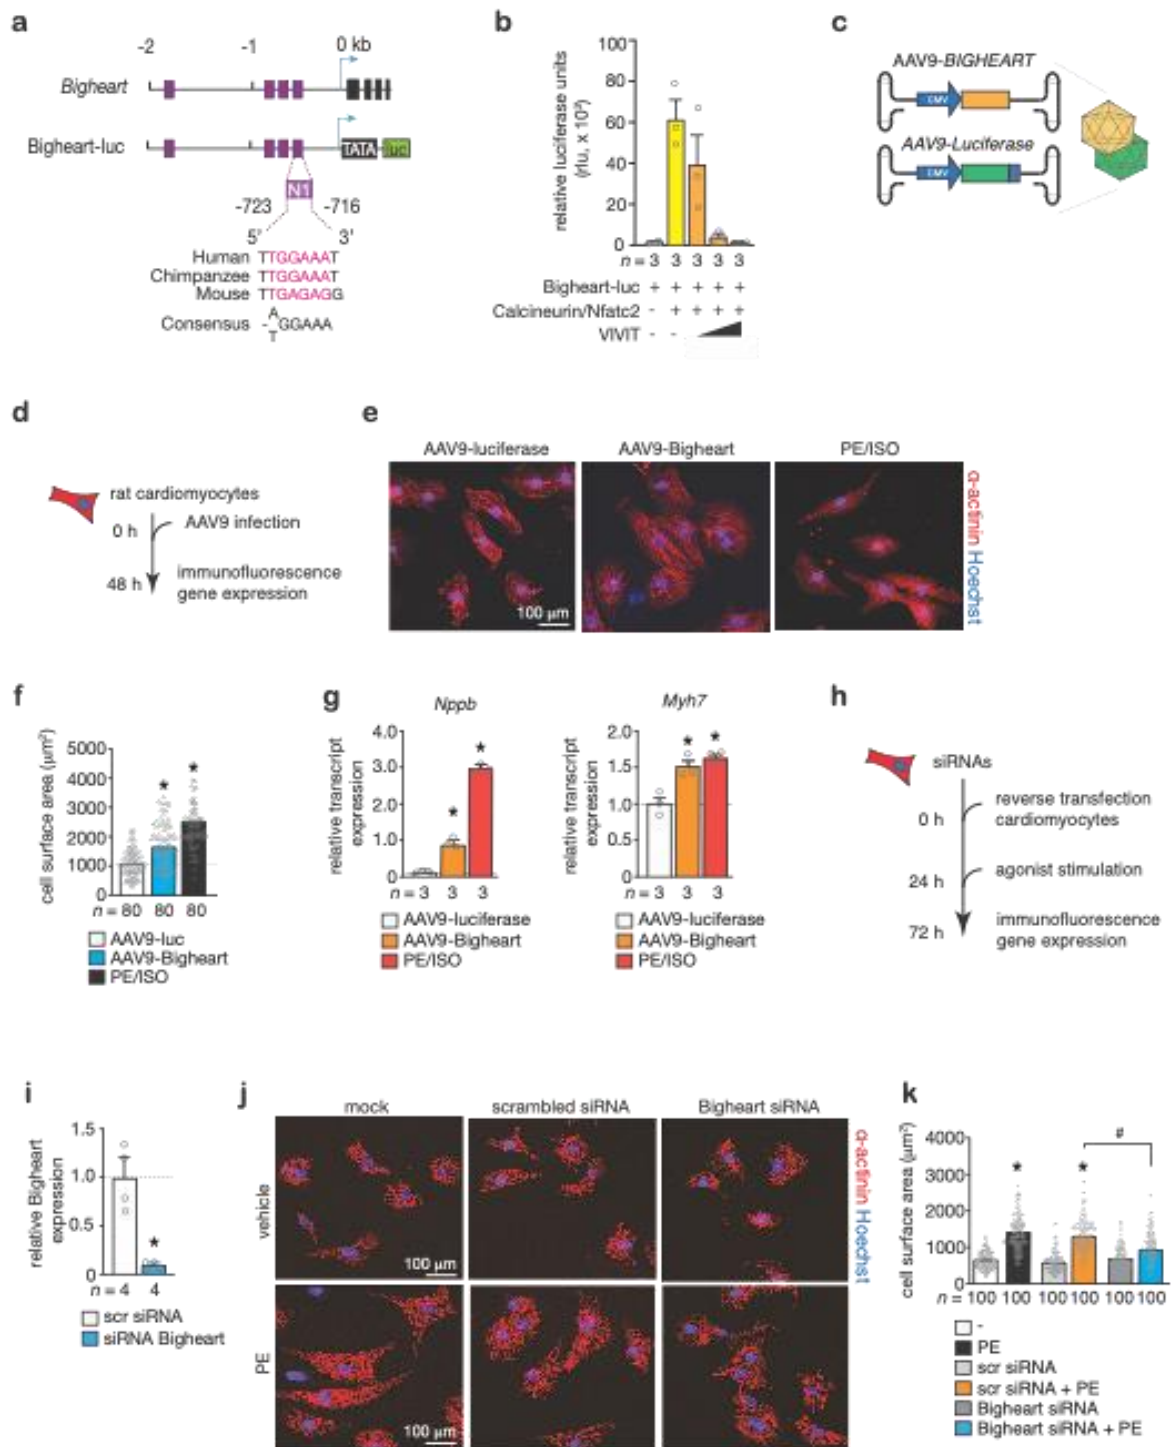 a
-2 -1 0 kb
Bigheart
Bigheart-luc
TATA luc
N1
-723 -716
5' 3'
Human TTGGAAAT
Chimpanzee TTGGAAAT
Mouse TTGAGAGG
A
Consensus -GGAAA
T
b
relative luciferase units
(rlu, x 10³)
100
80
60
40
20
0
n = 3 3 3 3 3
Bigheart-luc + + + + +
Calcineurin/Nfatc2 - + + + +
VIVIT - -
c
AAV9-BIGHEART
CMV
AAV9-Luciferase
CMV
d
rat cardiomyocytes
0 h
AAV9 infection
48 h
immunofluorescence
gene expression
e
AAV9-luciferase AAV9-Bigheart PE/ISO
100 µm
α-actinin Hoechst
f
cell surface area (µm²)
5000
4000
3000
2000
1000
0
* *
n = 80 80 80
AAV9-luc
AAV9-Bigheart
PE/ISO
g
Nppb
relative transcript
expression
4.0
3.0
2.0
1.0
0
* *
n = 3 3 3
AAV9-luciferase
AAV9-Bigheart
PE/ISO
Myh7
relative transcript
expression
2.0
1.5
1.0
0.5
0
* *
n = 3 3 3
AAV9-luciferase
AAV9-Bigheart
PE/ISO
h
siRNAs
0 h
reverse transfection
cardiomyocytes
24 h
agonist stimulation
72 h
immunofluorescence
gene expression
i
relative Bigheart
expression
1.5
1.0
0.5
0
*
n = 4 4
scr siRNA
siRNA Bigheart
j
mock scrambled siRNA Bigheart siRNA
vehicle
100 µm
PE
100 µm
α-actinin Hoechst
k
cell surface area (µm²)
4000
3000
2000
1000
0
* * #
n = 100 100 100 100 100 100
-
PE
scr siRNA
scr siRNA + PE
Bigheart siRNA
Bigheart siRNA + PE